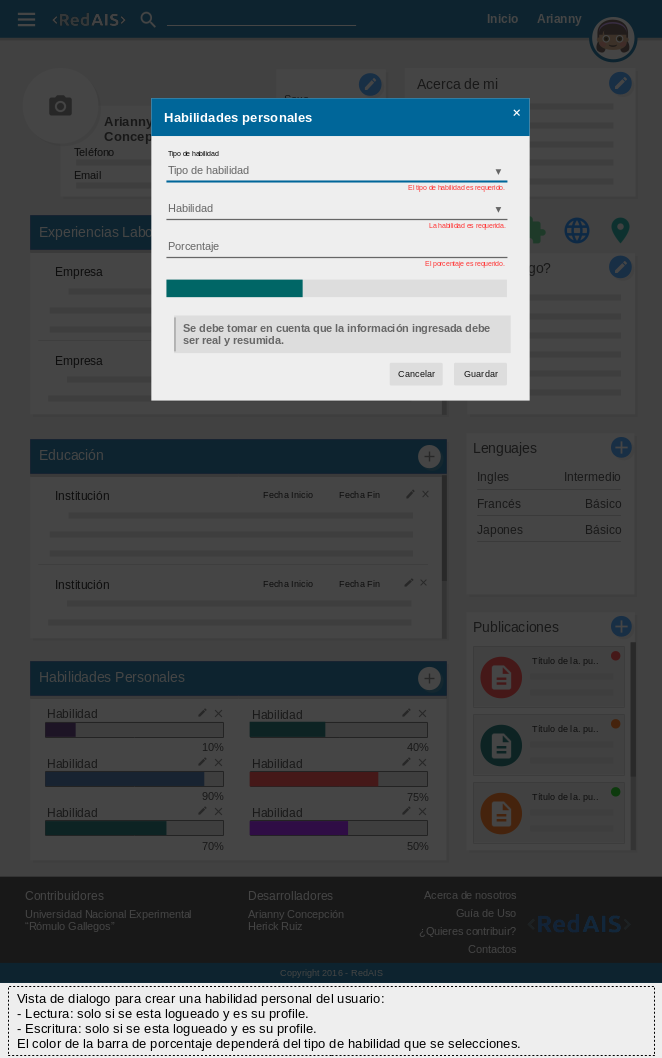 <RedAIS>
Inicio Arianny
Acerca de mi
Arianny
Concep
Teléfono
Email
Habilidades personales ×
Tipo de habilidad
Tipo de habilidad
El tipo de habilidad es requerido.
Habilidad
La habilidad es requerida.
Porcentaje
El porcentaje es requerido.
Se debe tomar en cuenta que la información ingresada debe
ser real y resumida.
Cancelar Guardar
Experiencias Labo
Empresa
Empresa
go?
Educación
Institución Fecha Inicio Fecha Fin
Institución Fecha Inicio Fecha Fin
Lenguajes
Ingles Intermedio
Francés Básico
Japones Básico
Publicaciones
Titulo de la. pu..
Titulo de la. pu..
Titulo de la. pu..
Habilidades Personales
Habilidad Habilidad
10% 40%
Habilidad Habilidad
90% 75%
Habilidad Habilidad
70% 50%
Contribuidores
Universidad Nacional Experimental
"Rómulo Gallegos"
Desarrolladores
Arianny Concepción
Herick Ruiz
Acerca de nosotros
Guía de Uso
¿Quieres contribuir?
Contactos
<RedAIS>
Copyright 2016 - RedAIS
Vista de dialogo para crear una habilidad personal del usuario:
- Lectura: solo si se esta logueado y es su profile.
- Escritura: solo si se esta logueado y es su profile.
El color de la barra de porcentaje dependerá del tipo de habilidad que se selecciones.